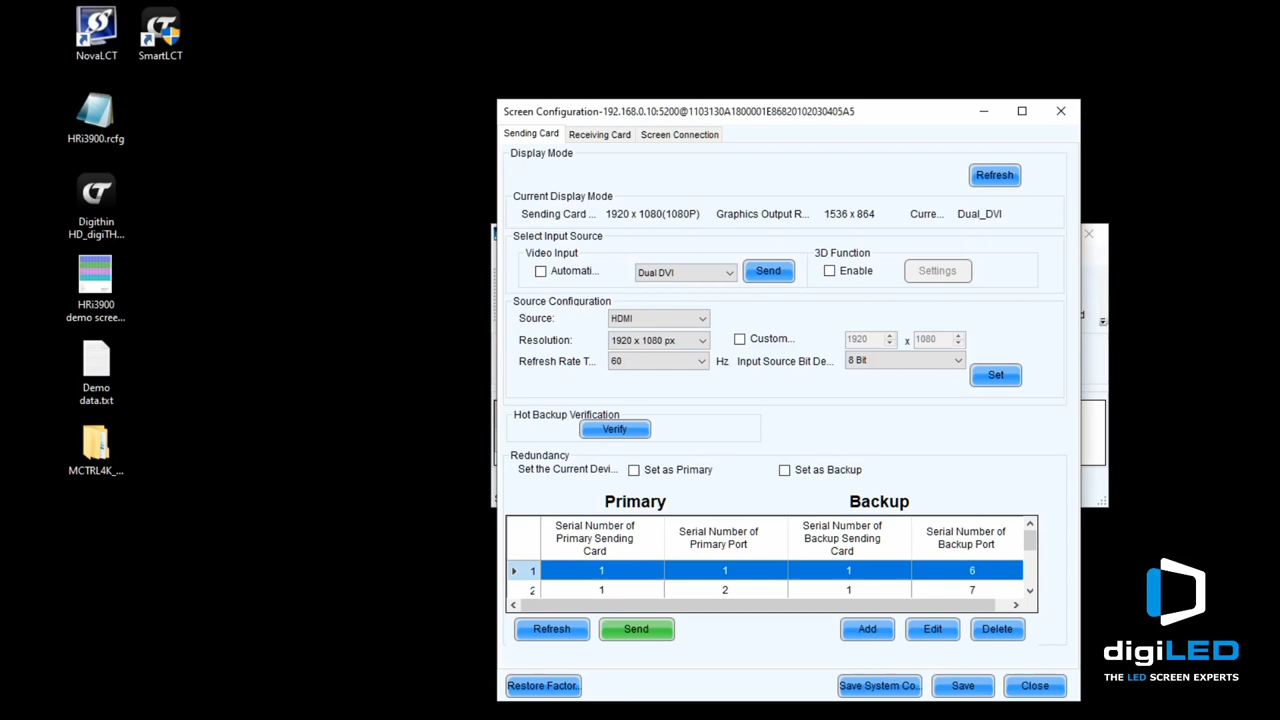 NovaLCT
SmartLCT
HRi3900.rcfg
Digithin
HD_digiTH...
HRi3900
demo scree...
Demo
data.txt
MCTRL4K_...
Screen Configuration-192.168.0.10:5200@1103130A1800001E86820102030405A5
Sending Card Receiving Card Screen Connection
Display Mode
Refresh
Current Display Mode
Sending Card ... 1920 x 1080(1080P) Graphics Output R... 1536 x 864 Curre... Dual_DVI
Select Input Source
Video Input 3D Function
Automati... Dual DVI Send Enable Settings
Source Configuration
Source: HDMI
Resolution: 1920 x 1080 px Custom... 1920 x 1080
Refresh Rate T... 60 Hz Input Source Bit De... 8 Bit
Set
Hot Backup Verification
Verify
Redundancy
Set the Current Devi... Set as Primary Set as Backup
Primary Backup
Serial Number of Primary Sending Card Serial Number of Primary Port Serial Number of Backup Sending Card Serial Number of Backup Port
1 1 1 1 6
2 1 2 1 7
Refresh Send Add Edit Delete
Restore Factor... Save System Co... Save Close
digiLED
THE LED SCREEN EXPERTS